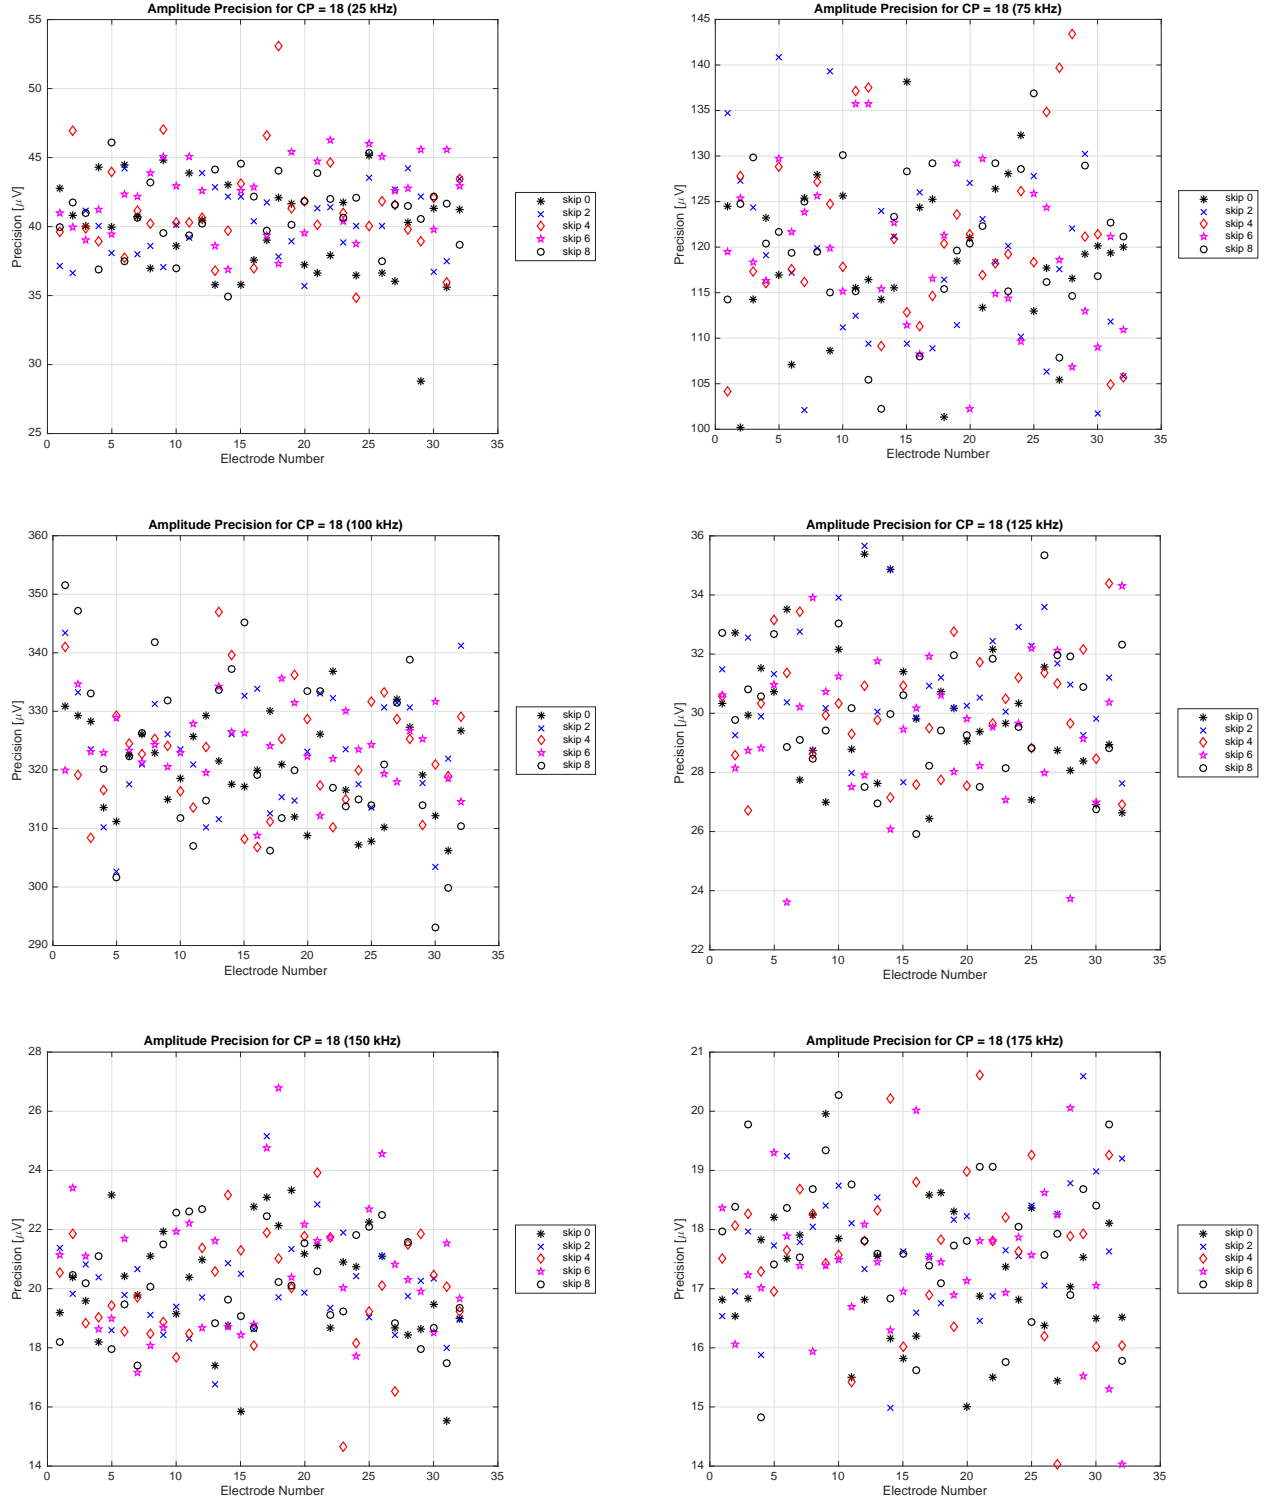 Amplitude Precision for CP = 18 (25 kHz)
Precision [μV]
55
50
45
40
35
30
25
0 5 10 15 20 25 30 35
Electrode Number
skip 0
skip 2
skip 4
skip 6
skip 8
Amplitude Precision for CP = 18 (75 kHz)
Precision [μV]
145
140
135
130
125
120
115
110
105
100
0 5 10 15 20 25 30 35
Electrode Number
skip 0
skip 2
skip 4
skip 6
skip 8
Amplitude Precision for CP = 18 (100 kHz)
Precision [μV]
360
350
340
330
320
310
300
290
0 5 10 15 20 25 30 35
Electrode Number
skip 0
skip 2
skip 4
skip 6
skip 8
Amplitude Precision for CP = 18 (125 kHz)
Precision [μV]
36
34
32
30
28
26
24
22
0 5 10 15 20 25 30 35
Electrode Number
skip 0
skip 2
skip 4
skip 6
skip 8
Amplitude Precision for CP = 18 (150 kHz)
Precision [μV]
28
26
24
22
20
18
16
14
0 5 10 15 20 25 30 35
Electrode Number
skip 0
skip 2
skip 4
skip 6
skip 8
Amplitude Precision for CP = 18 (175 kHz)
Precision [μV]
21
20
19
18
17
16
15
14
0 5 10 15 20 25 30 35
Electrode Number
skip 0
skip 2
skip 4
skip 6
skip 8